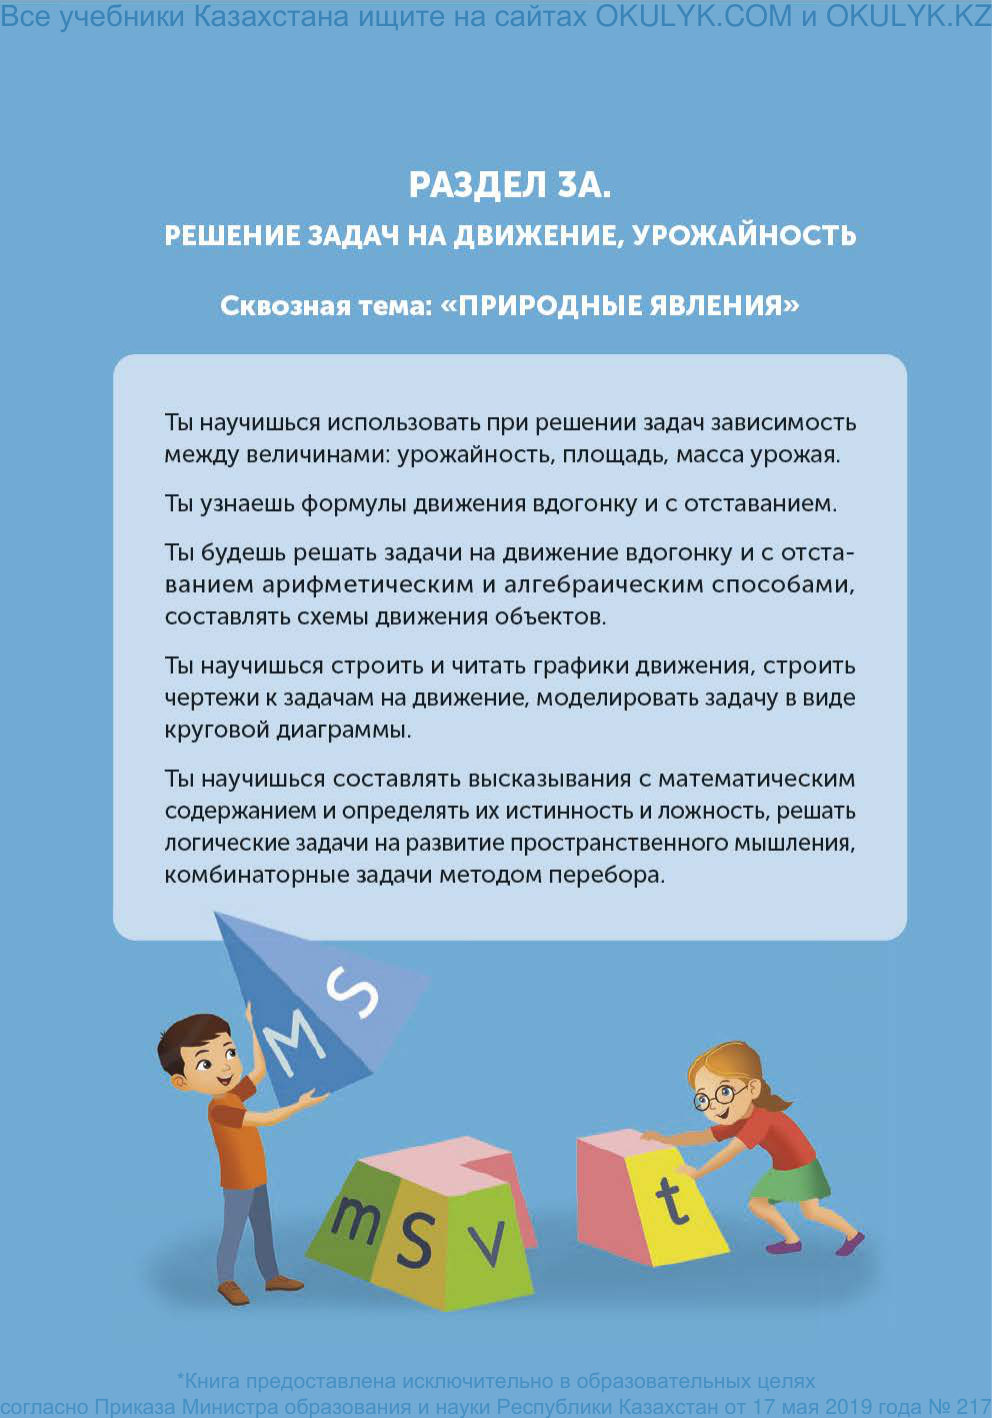 Все учебники Казахстана ищите на сайтах OKULYK.COM и OKULYK.KZ
РАЗДЕЛ 3А.
РЕШЕНИЕ ЗАДАЧ НА ДВИЖЕНИЕ, УРОЖАЙНОСТЬ
Сквозная тема: «ПРИРОДНЫЕ ЯВЛЕНИЯ»
Ты научишься использовать при решении задач зависимость
между величинами: урожайность, площадь, масса урожая.
Ты узнаешь формулы движения вдогонку и с отставанием.
Ты будешь решать задачи на движение вдогонку и с отста-
ванием арифметическим и алгебраическим способами,
составлять схемы движения объектов.
Ты научишься строить и читать графики движения, строить
чертежи к задачам на движение, моделировать задачу в виде
круговой диаграммы.
Ты научишься составлять высказывания с математическим
содержанием и определять их истинность и ложность, решать
логические задачи на развитие пространственного мышления,
комбинаторные задачи методом перебора.
M S
m S v
t
*Книга предоставлена исключительно в образовательных целях
согласно Приказа Министра образования и науки Республики Казахстан от 17 мая 2019 года № 217